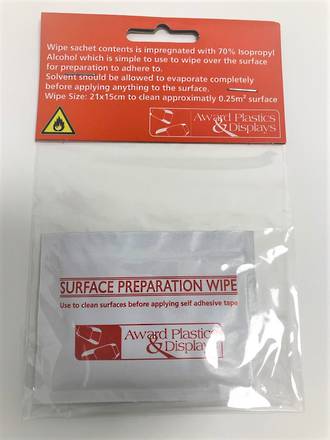 Wipe sachet contents is impregnated with 70% Isopropyl
Alcohol which is simple to use to wipe over the surface
for preparation to adhere to.
Solvent should be allowed to evaporate completely
before applying anything to the surface.
Wipe Size: 21x15cm to clean approximatly 0.25m² surface
Award Plastics
& Displays
SURFACE PREPARATION WIPE
Use to clean surfaces before applying self adhesive tape
Award Plastics
& Displays